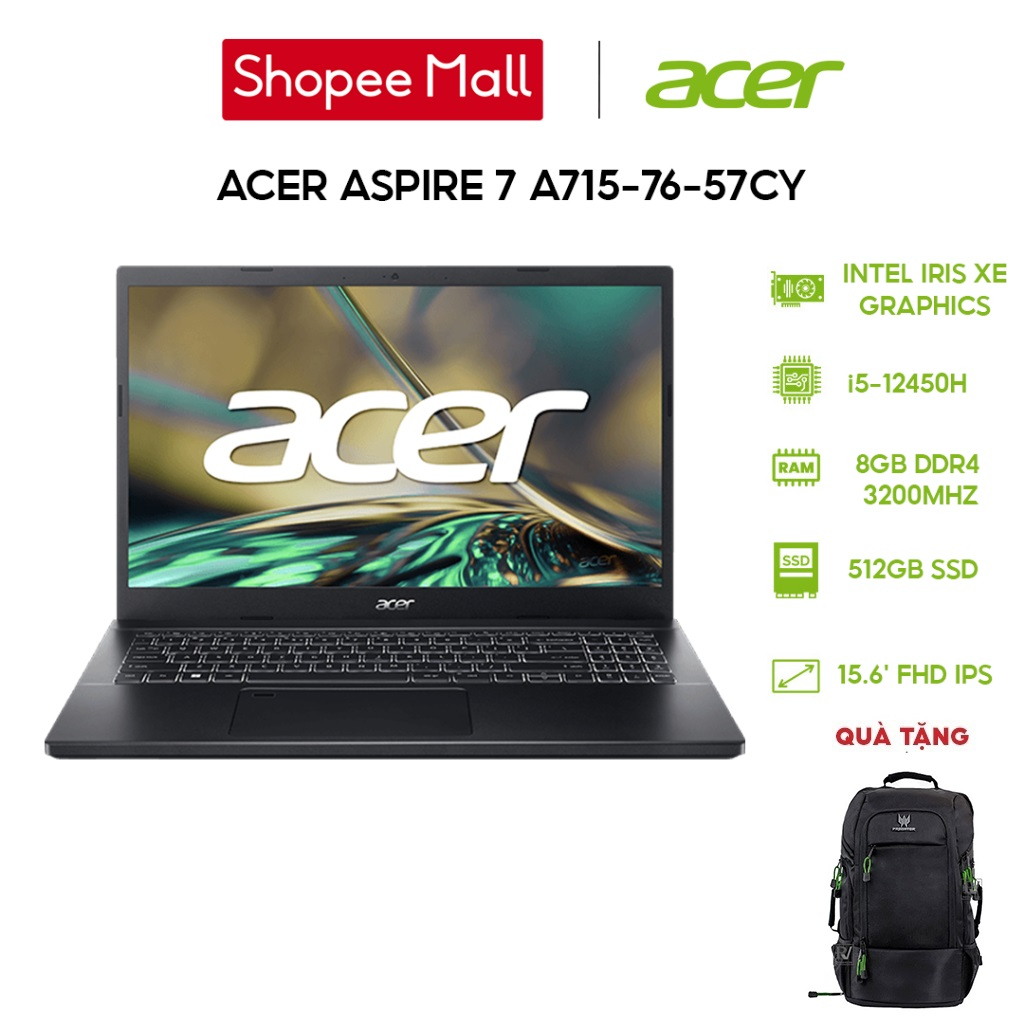 Shopee Mall
acer
ACER ASPIRE 7 A715-76-57CY
acer
acer
acer
INTEL IRIS XE
GRAPHICS
i5-12450H
RAM
8GB DDR4
3200MHZ
SSD
512GB SSD
15.6' FHD IPS
QUÀ TẶNG
PREDATOR